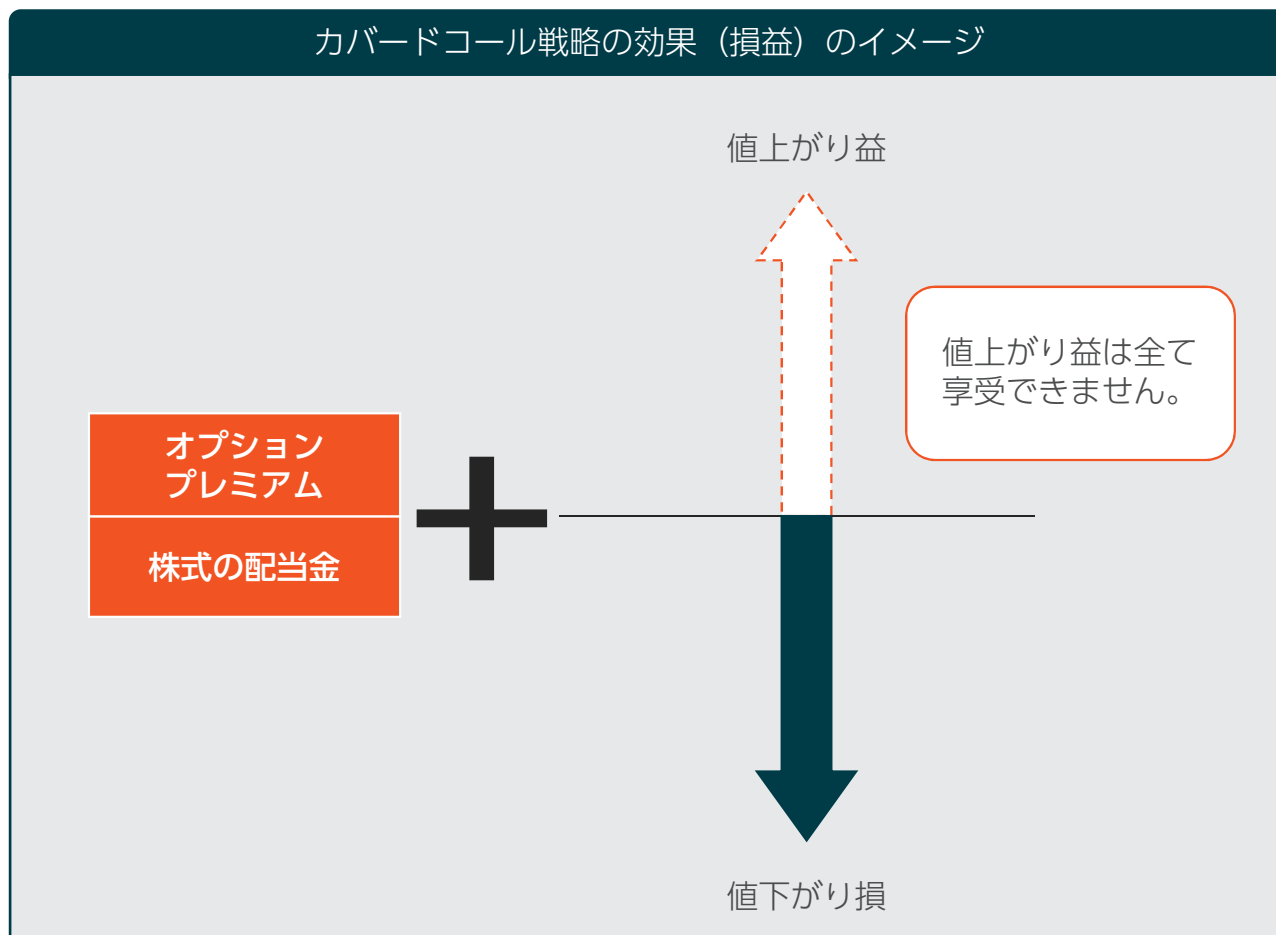 カバードコール戦略の効果（損益）のイメージ
値上がり益
値上がり益は全て
享受できません。
オプション
プレミアム
株式の配当金
値下がり損